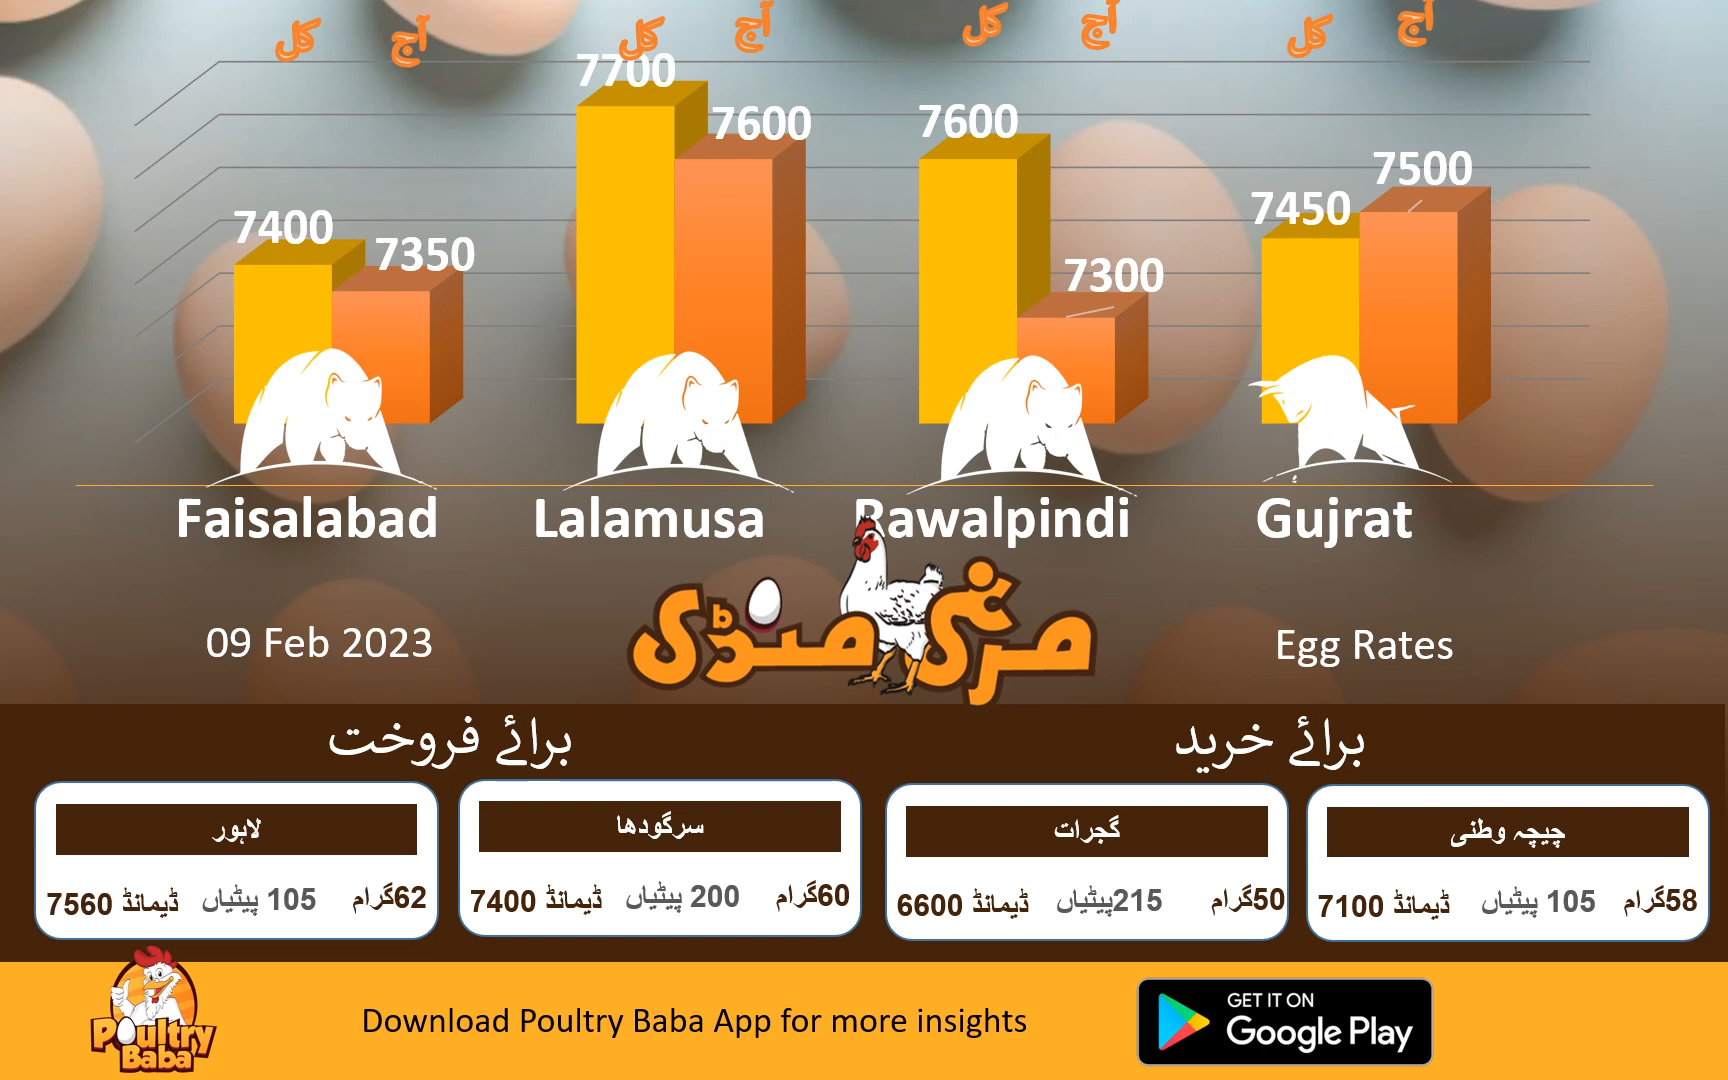 کل آج کل آج کل آج کل آج
7400 7350 7700 7600 7600 7300 7450 7500
Faisalabad Lalamusa Rawalpindi Gujrat
09 Feb 2023
مرغی منڈی
Egg Rates
برائے خرید
برائے فروخت
چیچہ وطنی
58گرام 105 پیٹیاں ڈیمانڈ 7100
گجرات
50گرام 215پیٹیاں ڈیمانڈ 6600
سرگودھا
60گرام 200 پیٹیاں ڈیمانڈ 7400
لاہور
62گرام 105 پیٹیاں ڈیمانڈ 7560
Poultry
Baba
Download Poultry Baba App for more insights
GET IT ON
Google Play